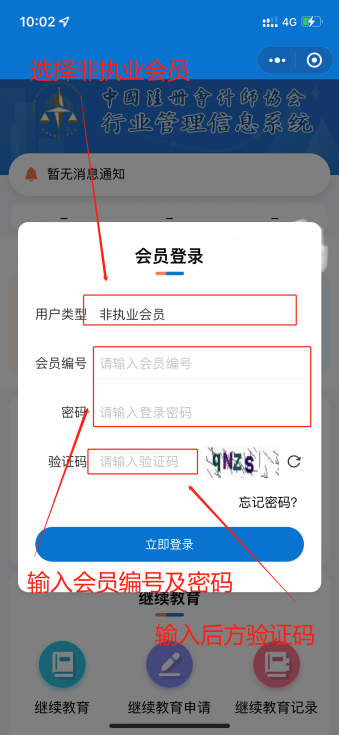 10:02
4G
选择非执业会员
中国注册会计师协会
行业管理信息系统
暂无消息通知
会员登录
用户类型 非执业会员
会员编号 请输入会员编号
密码 请输入登录密码
验证码 请输入验证码 qNzs
忘记密码?
立即登录
输入会员编号及密码
继续教育
输入后方验证码
继续教育 继续教育申请 继续教育记录